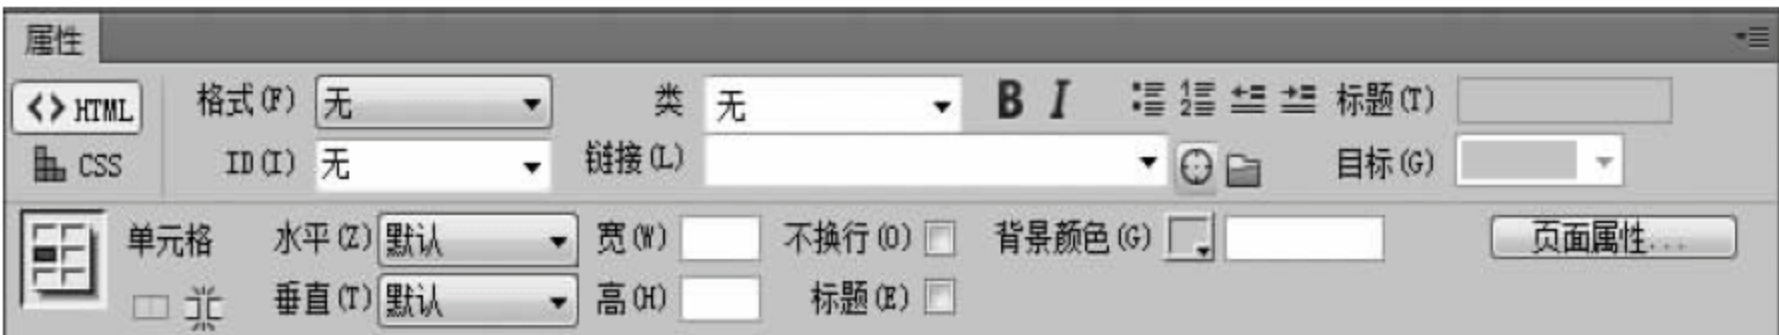 属性
HTML 格式(F) 无 类 无 B I 标题(T)
CSS ID(I) 无 链接(L) 目标(G)
单元格 水平(Z) 默认 宽(W) 不换行(O) 背景颜色(G) 页面属性...
垂直(T) 默认 高(H) 标题(E)